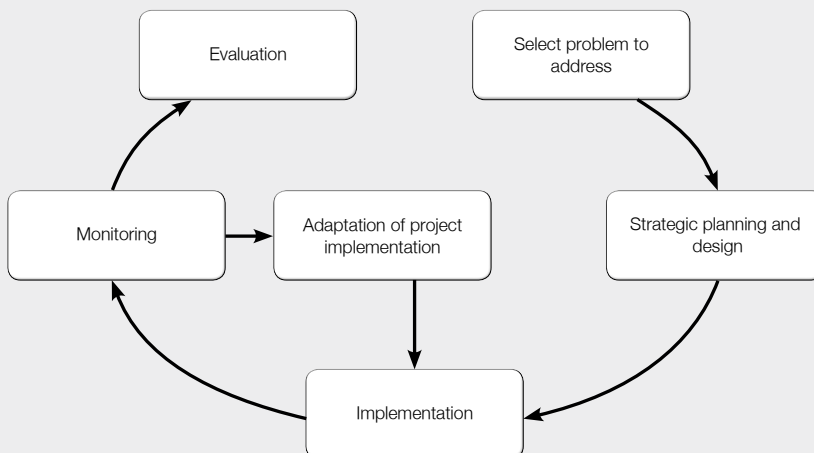 Evaluation
Select problem to
address
Monitoring
Adaptation of project
implementation
Strategic planning and
design
Implementation